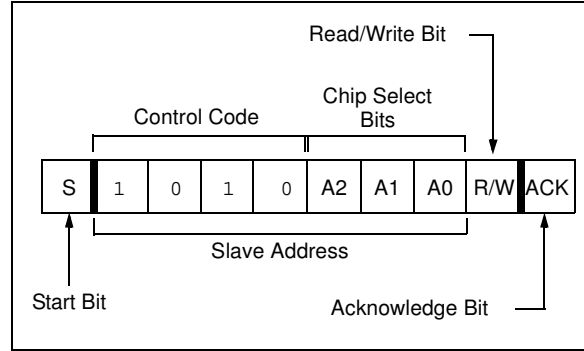 Read/Write Bit
Chip Select
Control Code Bits
S 1 0 1 0 A2 A1 A0 R/W ACK
Slave Address
Start Bit
Acknowledge Bit